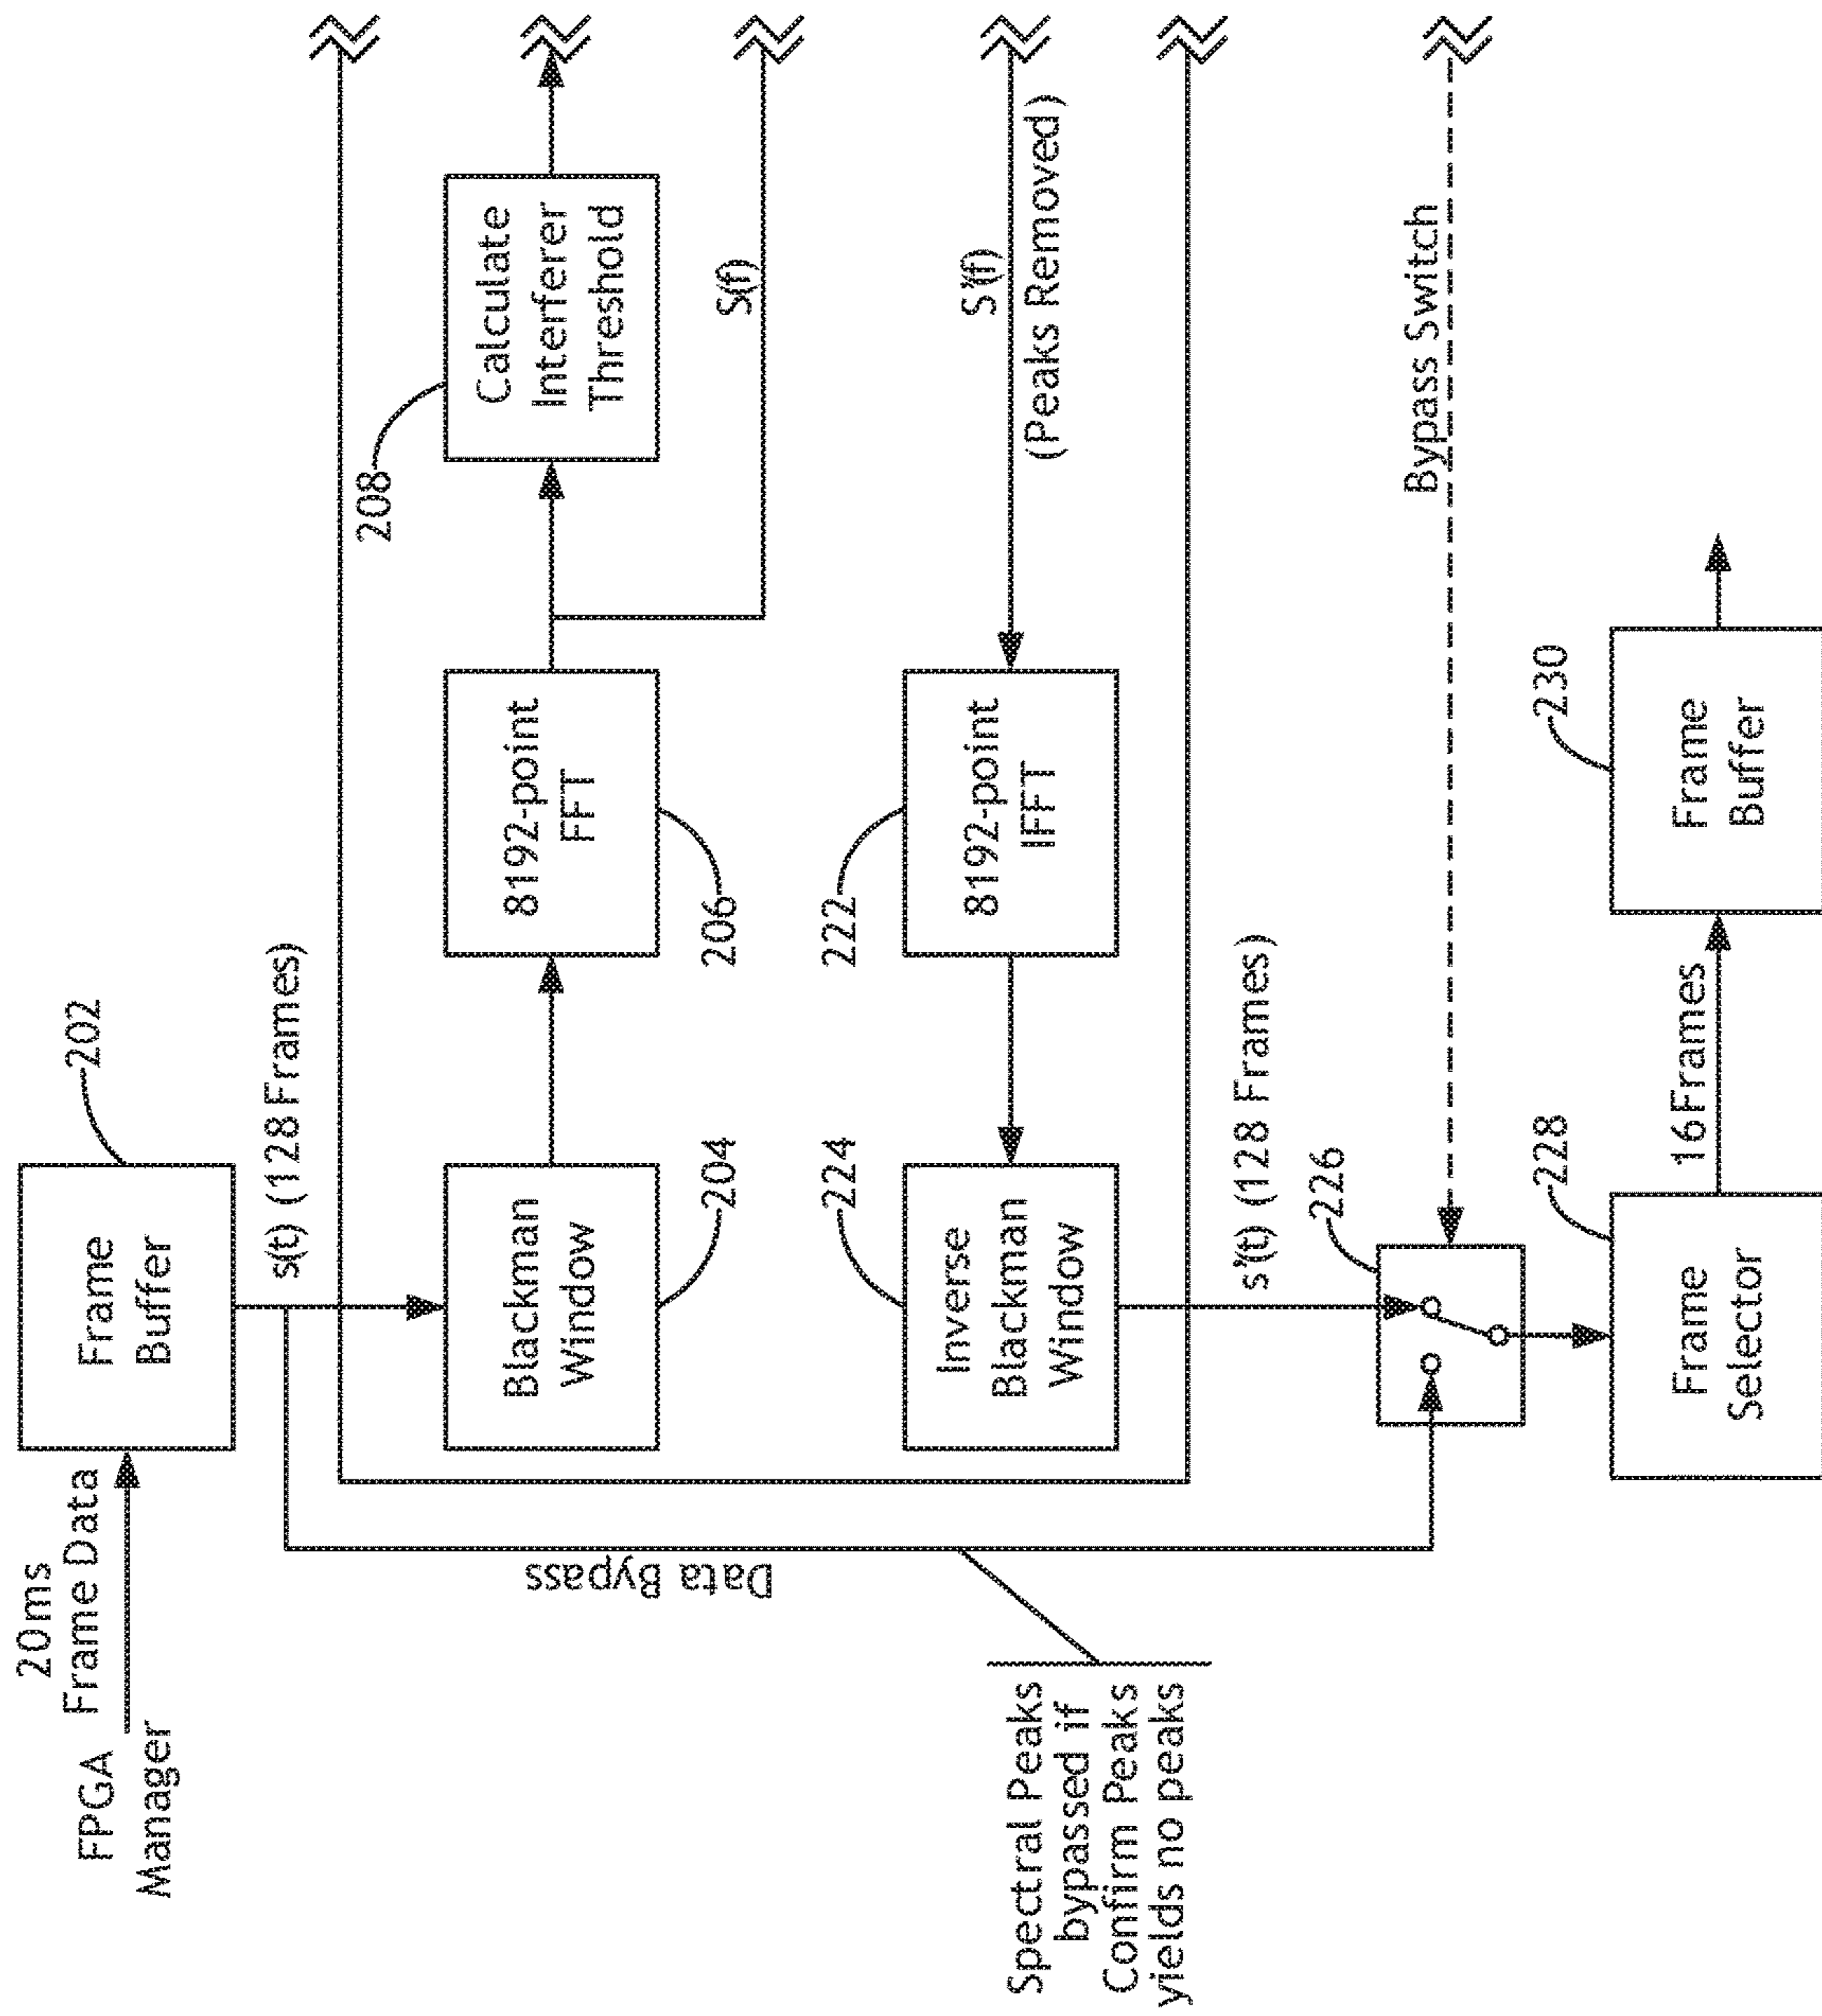 20ms
FPGA Frame Data
Manager
Frame
Buffer
202
s(t) (128 Frames)
208
Blackman
Window
204
8192-point
FFT
206
Calculate
Interferer
Threshold
S(f)
Data Bypass
Inverse
Blackman
Window
224
8192-point
IFFT
222
S'(f)
(Peaks Removed)
Spectral Peaks
bypassed if
Confirm Peaks
yields no peaks
s'(t) (128 Frames)
226
Bypass Switch
Frame
Selector
228
16Frames
Frame
Buffer
230